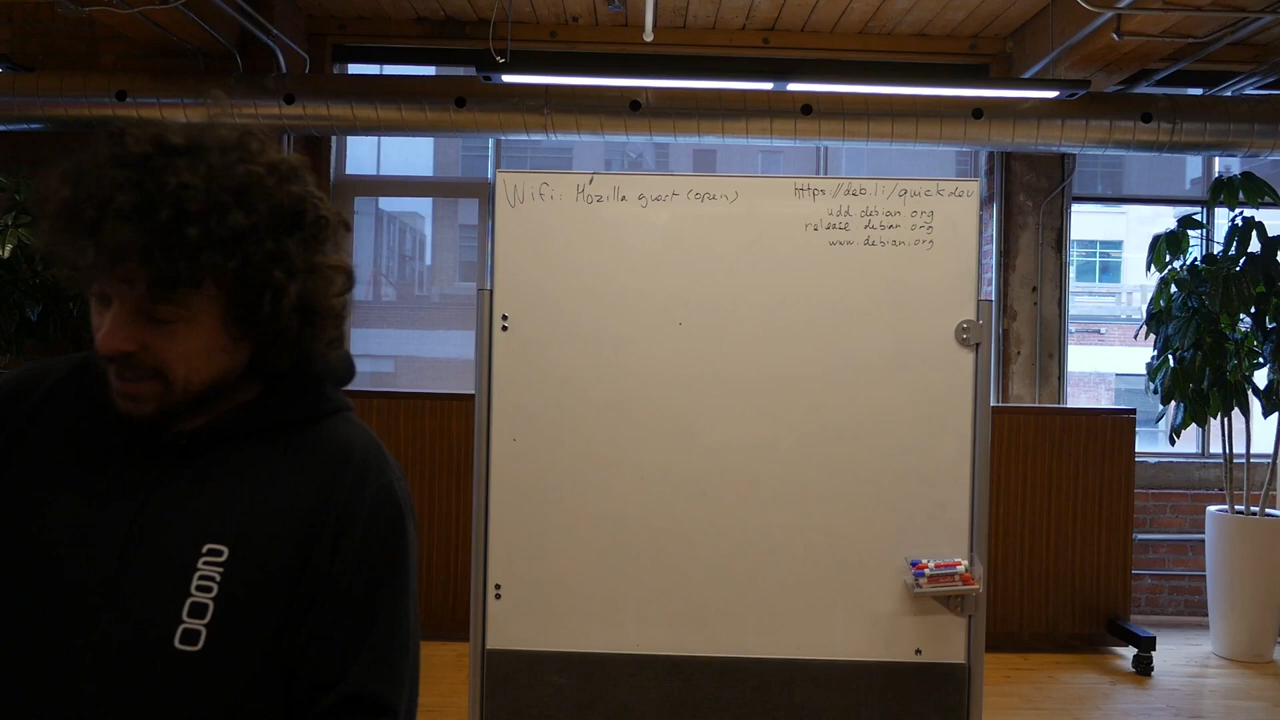 Wifi: Mozilla guest (open)
https://deb.li/quickdev
udd.debian.org
release.debian.org
www.debian.org
2600